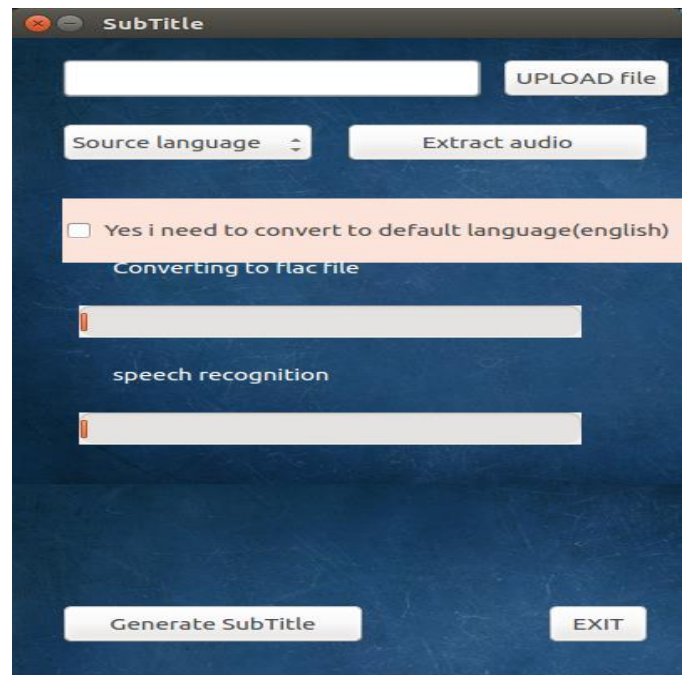 SubTitle
UPLOAD file
Source language
Extract audio
Yes i need to convert to default language(english)
Converting to flac file
speech recognition
Generate SubTitle
EXIT